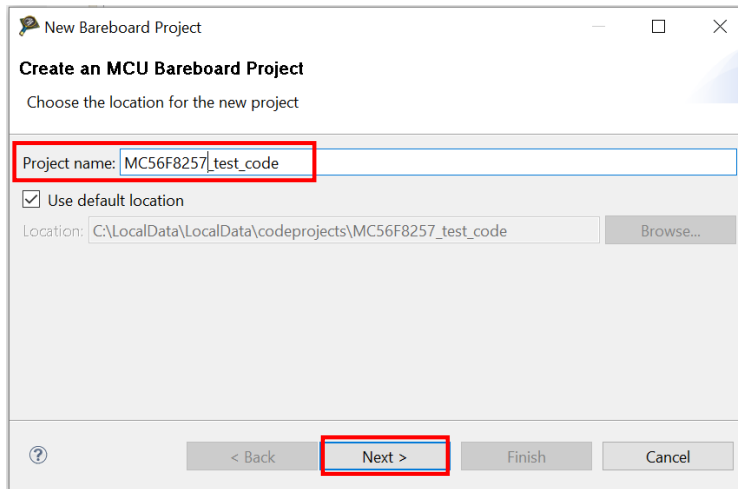 New Bareboard Project
Create an MCU Bareboard Project
Choose the location for the new project
Project name: MC56F8257_test_code
Use default location
Location: C:\LocalData\LocalData\codeprojects\MC56F8257_test_code Browse...
? < Back Next > Finish Cancel